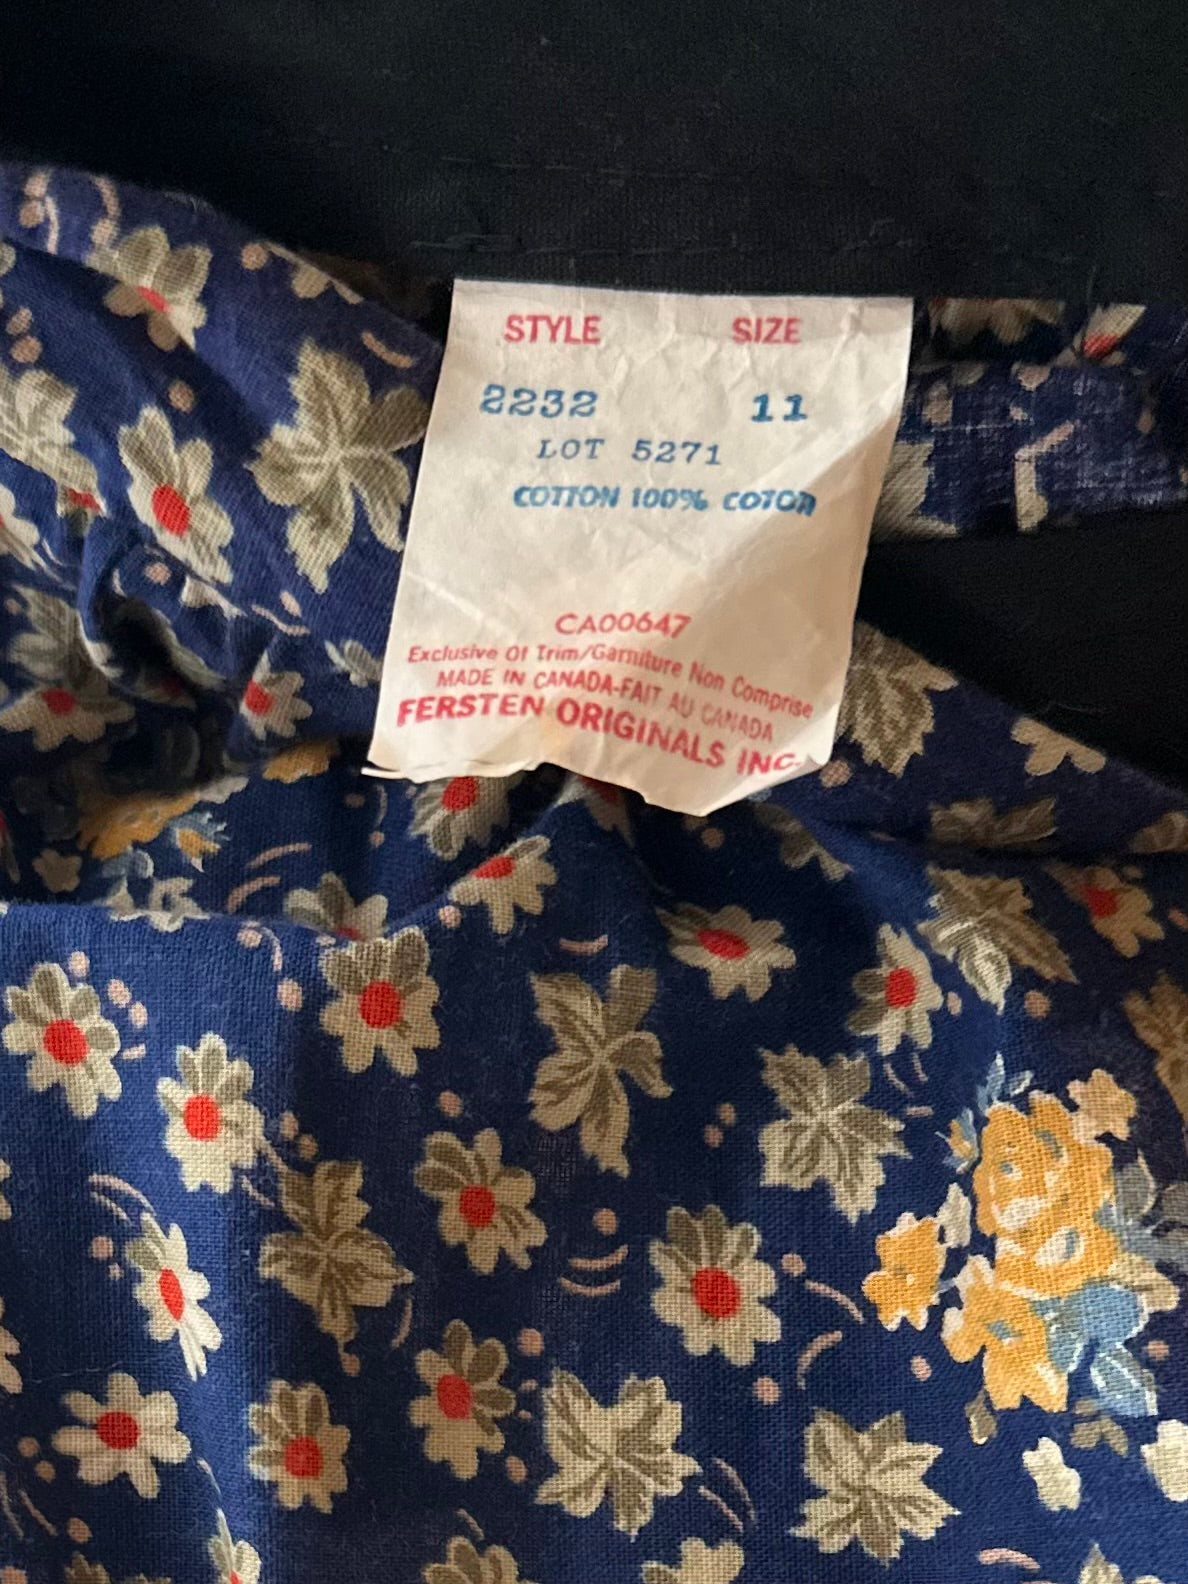 STYLE SIZE
2232 11
LOT 5271
COTTON 100% COTON
CA00647
Exclusive Of Trim/Garniture Non Comprise
MADE IN CANADA-FAIT AU CANADA
FERSTEN ORIGINALS INC.